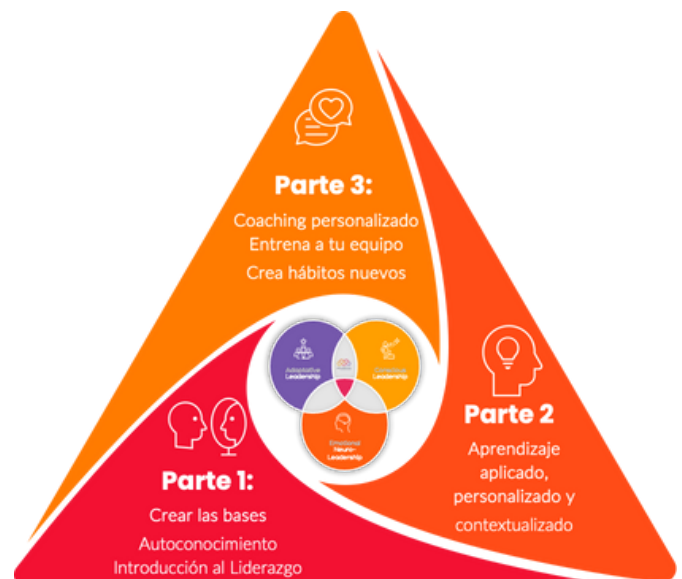 Parte 3:
Coaching personalizado
Entrena a tu equipo
Crea hábitos nuevos
Adaptative
Leadership
Conscious
Leadership
Emotional
Neuro-
Leadership
Parte 2
Aprendizaje
aplicado,
personalizado y
contextualizado
Parte 1:
Crear las bases
Autoconocimiento
Introducción al Liderazgo